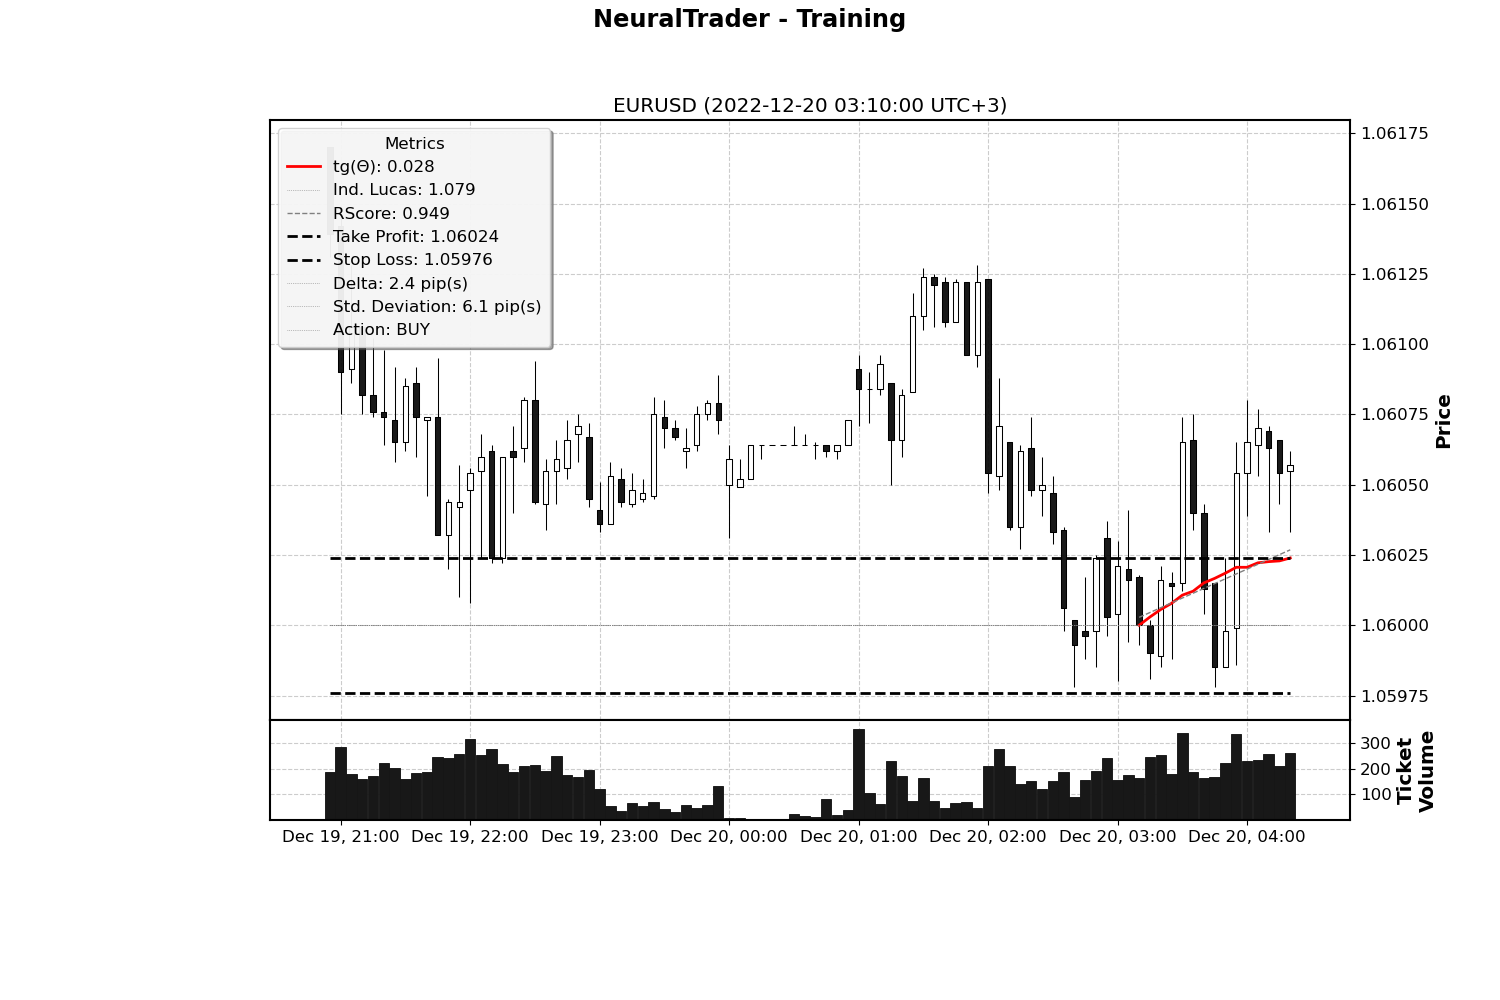 NeuralTrader - Training
EURUSD (2022-12-20 03:10:00 UTC+3)
Metrics
tg(Θ): 0.028
Ind. Lucas: 1.079
RScore: 0.949
Take Profit: 1.06024
Stop Loss: 1.05976
Delta: 2.4 pip(s)
Std. Deviation: 6.1 pip(s)
Action: BUY
1.06175
1.06150
1.06125
1.06100
1.06075
1.06050
1.06025
1.06000
1.05975
Price
300
200
100
Ticket
Volume
Dec 19, 21:00 Dec 19, 22:00 Dec 19, 23:00 Dec 20, 00:00 Dec 20, 01:00 Dec 20, 02:00 Dec 20, 03:00 Dec 20, 04:00